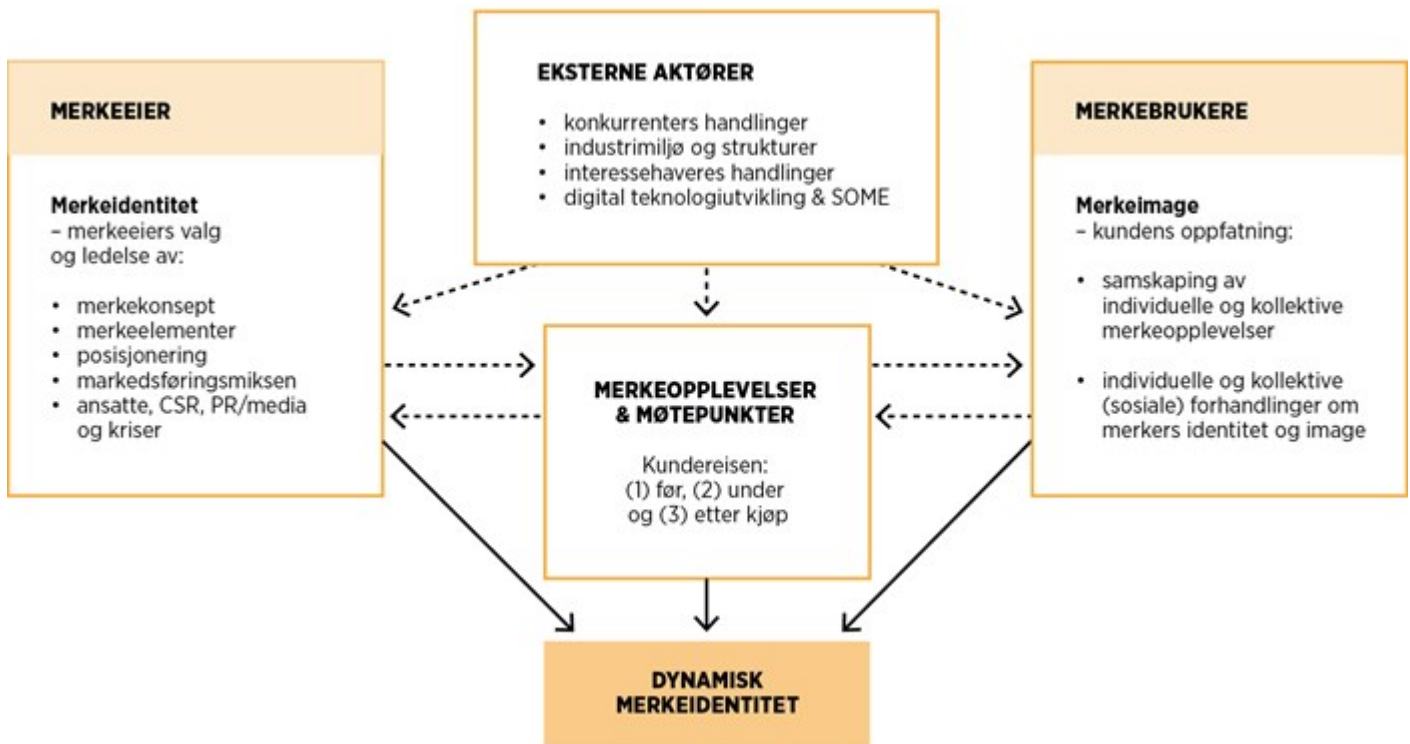 MERKEEIER
Merkeidentitet
– merkeeiers valg
og ledelse av:
• merkekonsept
• merkeelementer
• posisjonering
• markedsføringsmiksen
• ansatte, CSR, PR/media
og kriser
EKSTERNE AKTØRER
• konkurrenters handlinger
• industrimiljø og strukturer
• interessehaveres handlinger
• digital teknologiutvikling & SOME
MERKEOPPLEVELSER
& MØTEPUNKTER
Kundereisen:
(1) før, (2) under
og (3) etter kjøp
MERKEBRUKERE
Merkeimage
– kundens oppfatning:
• samskaping av
individuelle og kollektive
merkeopplevelser
• individuelle og kollektive
(sosiale) forhandlinger om
merkers identitet og image
DYNAMISK
MERKEIDENTITET